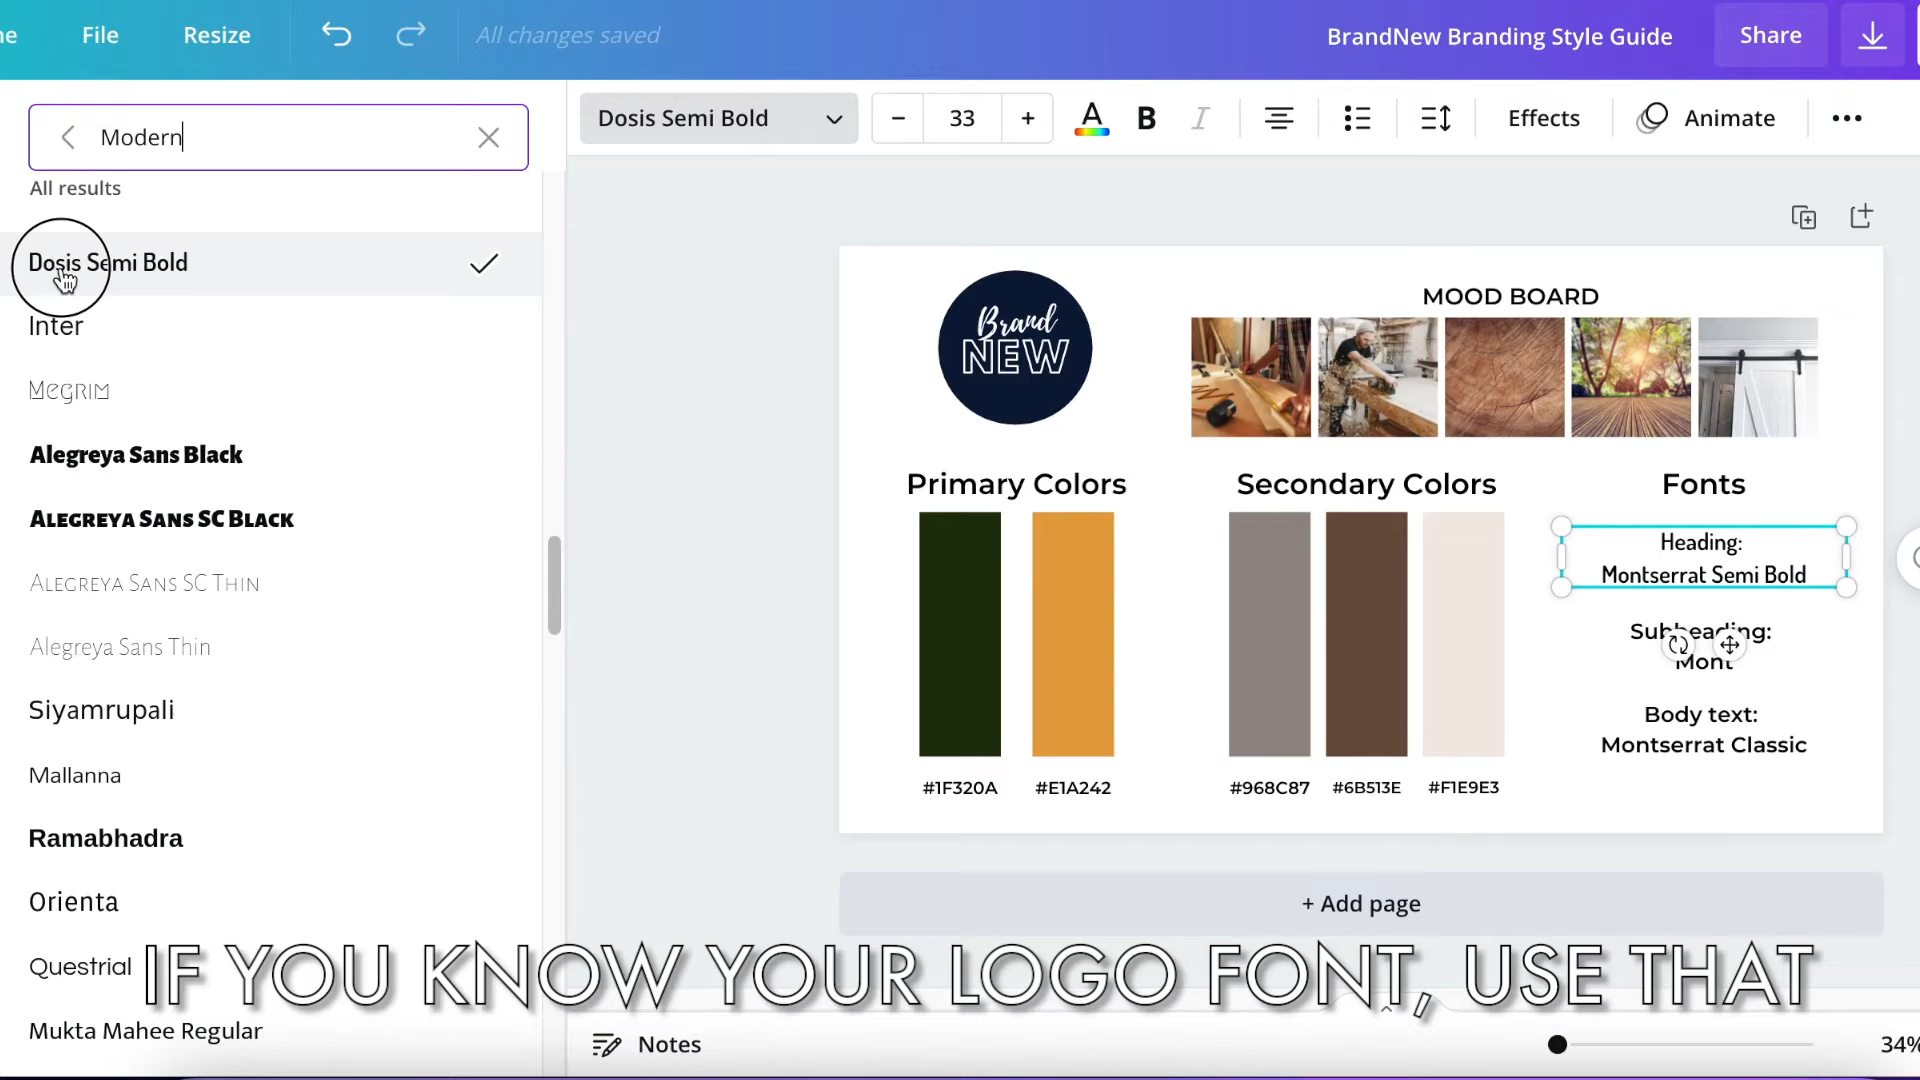 File
Resize
All changes saved
BrandNew Branding Style Guide
Share
Modern
All results
Dosis Semi Bold
Inter
Megrim
Alegreya Sans Black
Alegreya Sans SC Black
Alegreya Sans SC Thin
Alegreya Sans Thin
Siyamrupali
Mallanna
Ramabhadra
Orienta
Questrial
Mukta Mahee Regular
Dosis Semi Bold
33
A
B
I
Effects
Animate
Brand
NEW
MOOD BOARD
Primary Colors
#1F320A
#E1A242
Secondary Colors
#968C87
#6B513E
#F1E9E3
Fonts
Heading:
Montserrat Semi Bold
Subheading:
Mont
Body text:
Montserrat Classic
+ Add page
IF YOU KNOW YOUR LOGO FONT, USE THAT
Notes
34%